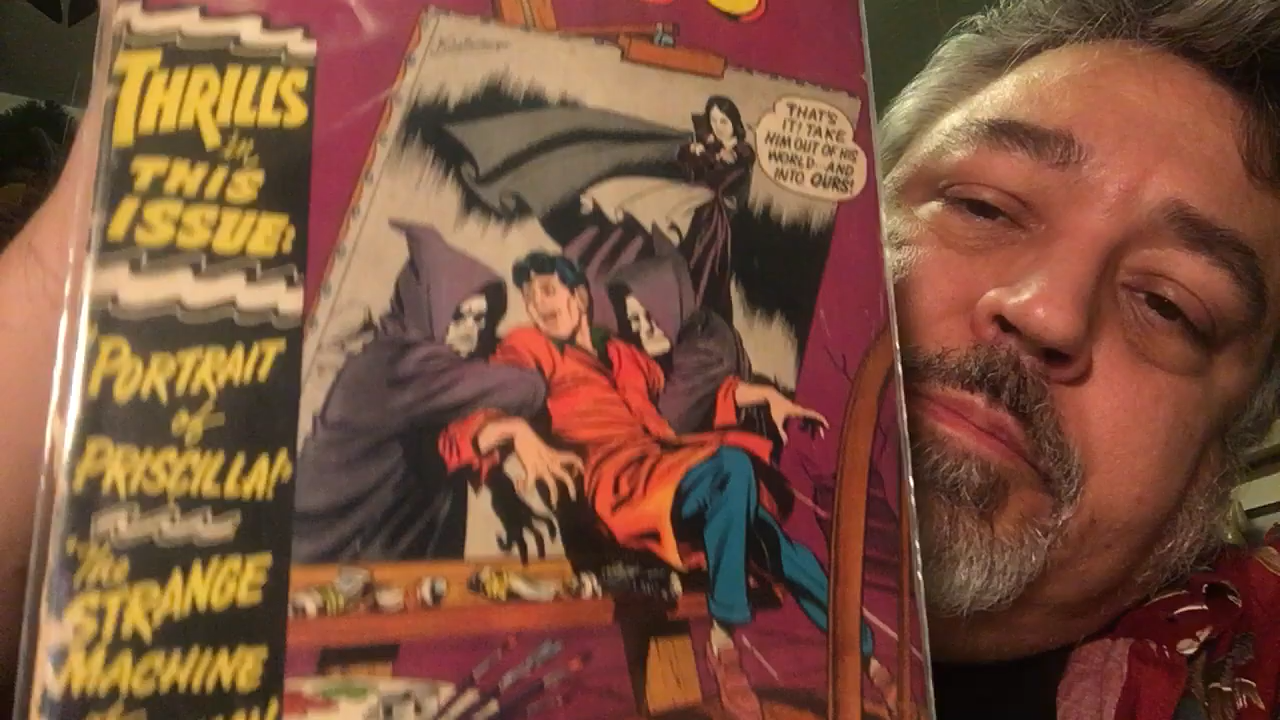 THRILLS
in
THIS
ISSUE:
"PORTRAIT
of
PRISCILLA!"
"The
STRANGE
MACHINE
THAT'S
IT! TAKE
HIM OUT OF HIS
WORLD...AND
INTO OURS!